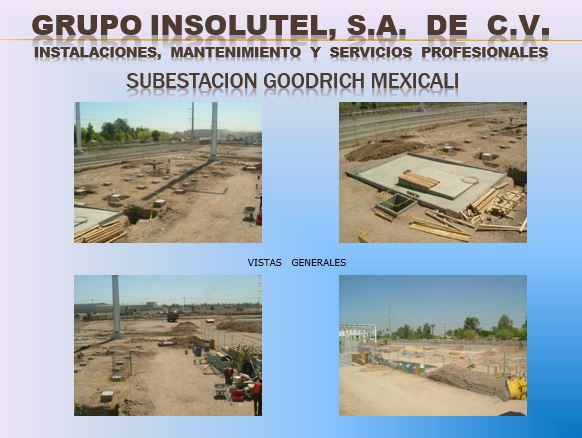 GRUPO INSOLUTEL, S.A. DE C.V.
INSTALACIONES, MANTENIMIENTO Y SERVICIOS PROFESIONALES
SUBESTACION GOODRICH MEXICALI
VISTAS GENERALES